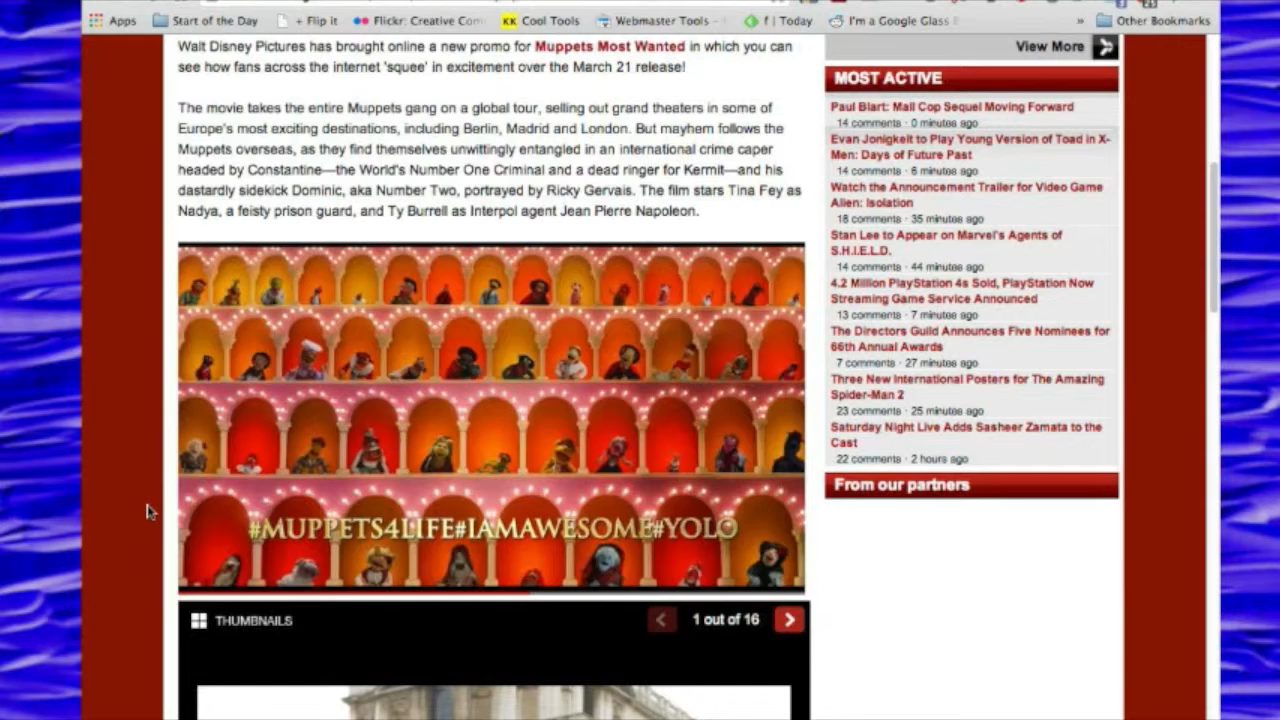 Apps
Start of the Day
+ Flip it
Flickr: Creative Com
KK Cool Tools
Webmaster Tools -
f | Today
I'm a Google Glass E
»
Other Bookmarks
Walt Disney Pictures has brought online a new promo for Muppets Most Wanted in which you can
see how fans across the internet 'squee' in excitement over the March 21 release!
The movie takes the entire Muppets gang on a global tour, selling out grand theaters in some of
Europe's most exciting destinations, including Berlin, Madrid and London. But mayhem follows the
Muppets overseas, as they find themselves unwittingly entangled in an international crime caper
headed by Constantine—the World's Number One Criminal and a dead ringer for Kermit—and his
dastardly sidekick Dominic, aka Number Two, portrayed by Ricky Gervais. The film stars Tina Fey as
Nadya, a feisty prison guard, and Ty Burrell as Interpol agent Jean Pierre Napoleon.
#MUPPETS4LIFE#IAMAWESOME#YOLO
THUMBNAILS
1 out of 16
View More
MOST ACTIVE
Paul Blart: Mall Cop Sequel Moving Forward
14 comments · 0 minutes ago
Evan Jonigkeit to Play Young Version of Toad in X-
Men: Days of Future Past
14 comments · 6 minutes ago
Watch the Announcement Trailer for Video Game
Alien: Isolation
18 comments · 35 minutes ago
Stan Lee to Appear on Marvel's Agents of
S.H.I.E.L.D.
14 comments · 44 minutes ago
4.2 Million PlayStation 4s Sold, PlayStation Now
Streaming Game Service Announced
13 comments · 7 minutes ago
The Directors Guild Announces Five Nominees for
66th Annual Awards
7 comments · 27 minutes ago
Three New International Posters for The Amazing
Spider-Man 2
23 comments · 25 minutes ago
Saturday Night Live Adds Sasheer Zamata to the
Cast
22 comments · 2 hours ago
From our partners